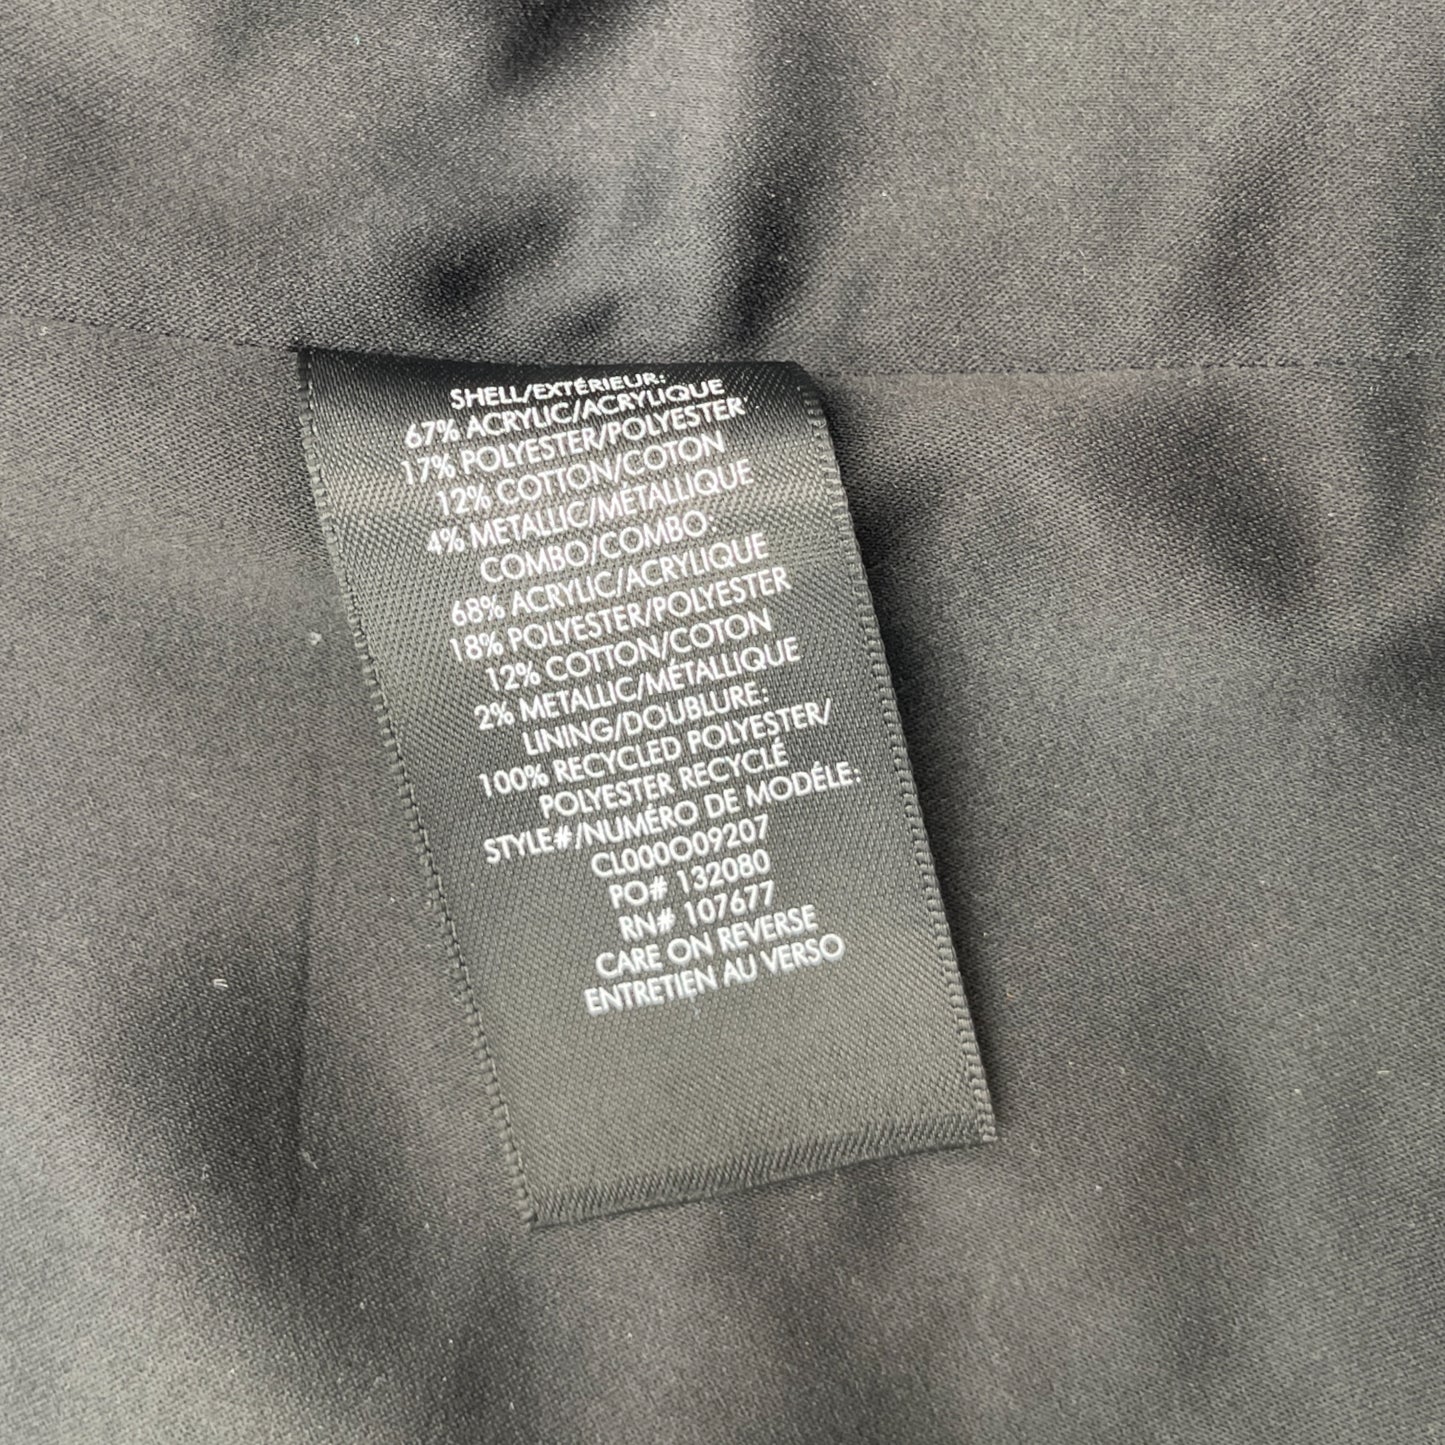 SHELL/EXTÉRIEUR:
67% ACRYLIC/ACRYLIQUE
17% POLYESTER/POLYESTER
12% COTTON/COTON
4% METALLIC/MÉTALLIQUE
COMBO/COMBO:
68% ACRYLIC/ACRYLIQUE
18% POLYESTER/POLYESTER
12% COTTON/COTON
2% METALLIC/MÉTALLIQUE
LINING/DOUBLURE:
100% RECYCLED POLYESTER/
POLYESTER RECYCLÉ
STYLE#/NUMÉRO DE MODÉLE:
CL000O09207
PO# 132080
RN# 107677
CARE ON REVERSE
ENTRETIEN AU VERSO